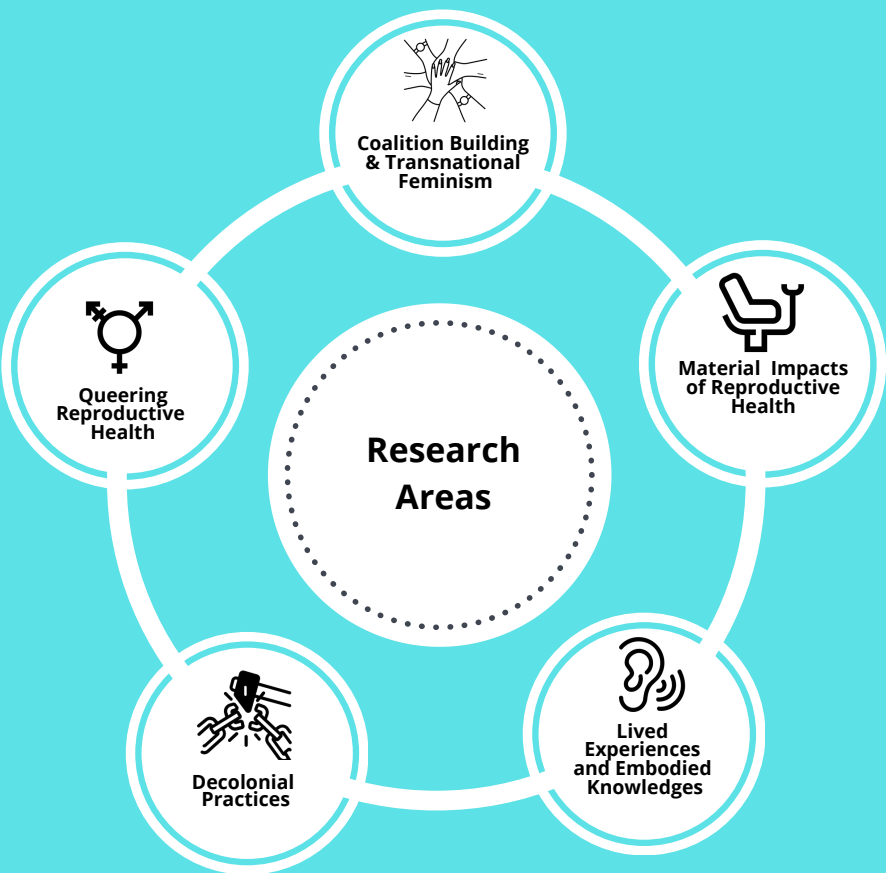 Coalition Building
& Transnational
Feminism
Queering
Reproductive
Health
Material Impacts
of Reproductive
Health
Research
Areas
Decolonial
Practices
Lived
Experiences
and Embodied
Knowledges